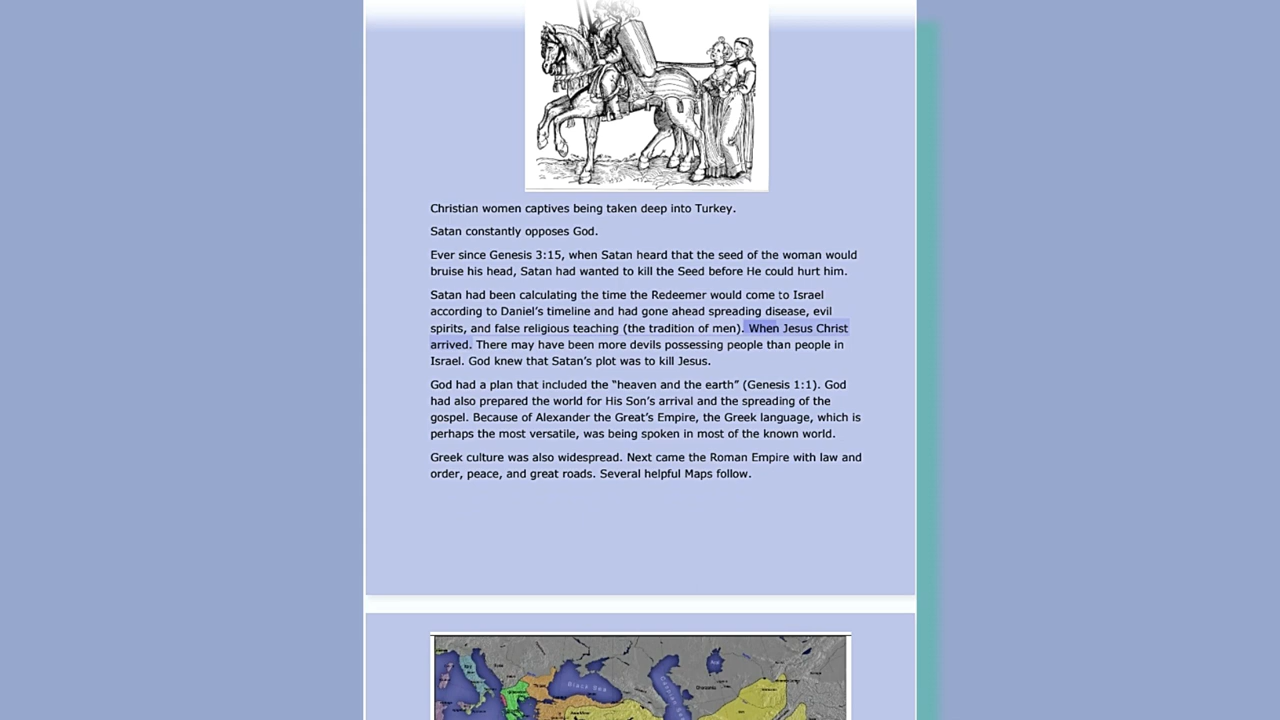 Christian women captives being taken deep into Turkey.
Satan constantly opposes God.
Ever since Genesis 3:15, when Satan heard that the seed of the woman would
bruise his head, Satan had wanted to kill the Seed before He could hurt him.
Satan had been calculating the time the Redeemer would come to Israel
according to Daniel’s timeline and had gone ahead spreading disease, evil
spirits, and false religious teaching (the tradition of men). When Jesus Christ
arrived. There may have been more devils possessing people than people in
Israel. God knew that Satan’s plot was to kill Jesus.
God had a plan that included the “heaven and the earth” (Genesis 1:1). God
had also prepared the world for His Son’s arrival and the spreading of the
gospel. Because of Alexander the Great’s Empire, the Greek language, which is
perhaps the most versatile, was being spoken in most of the known world.
Greek culture was also widespread. Next came the Roman Empire with law and
order, peace, and great roads. Several helpful Maps follow.
Black Sea
Caspian Sea